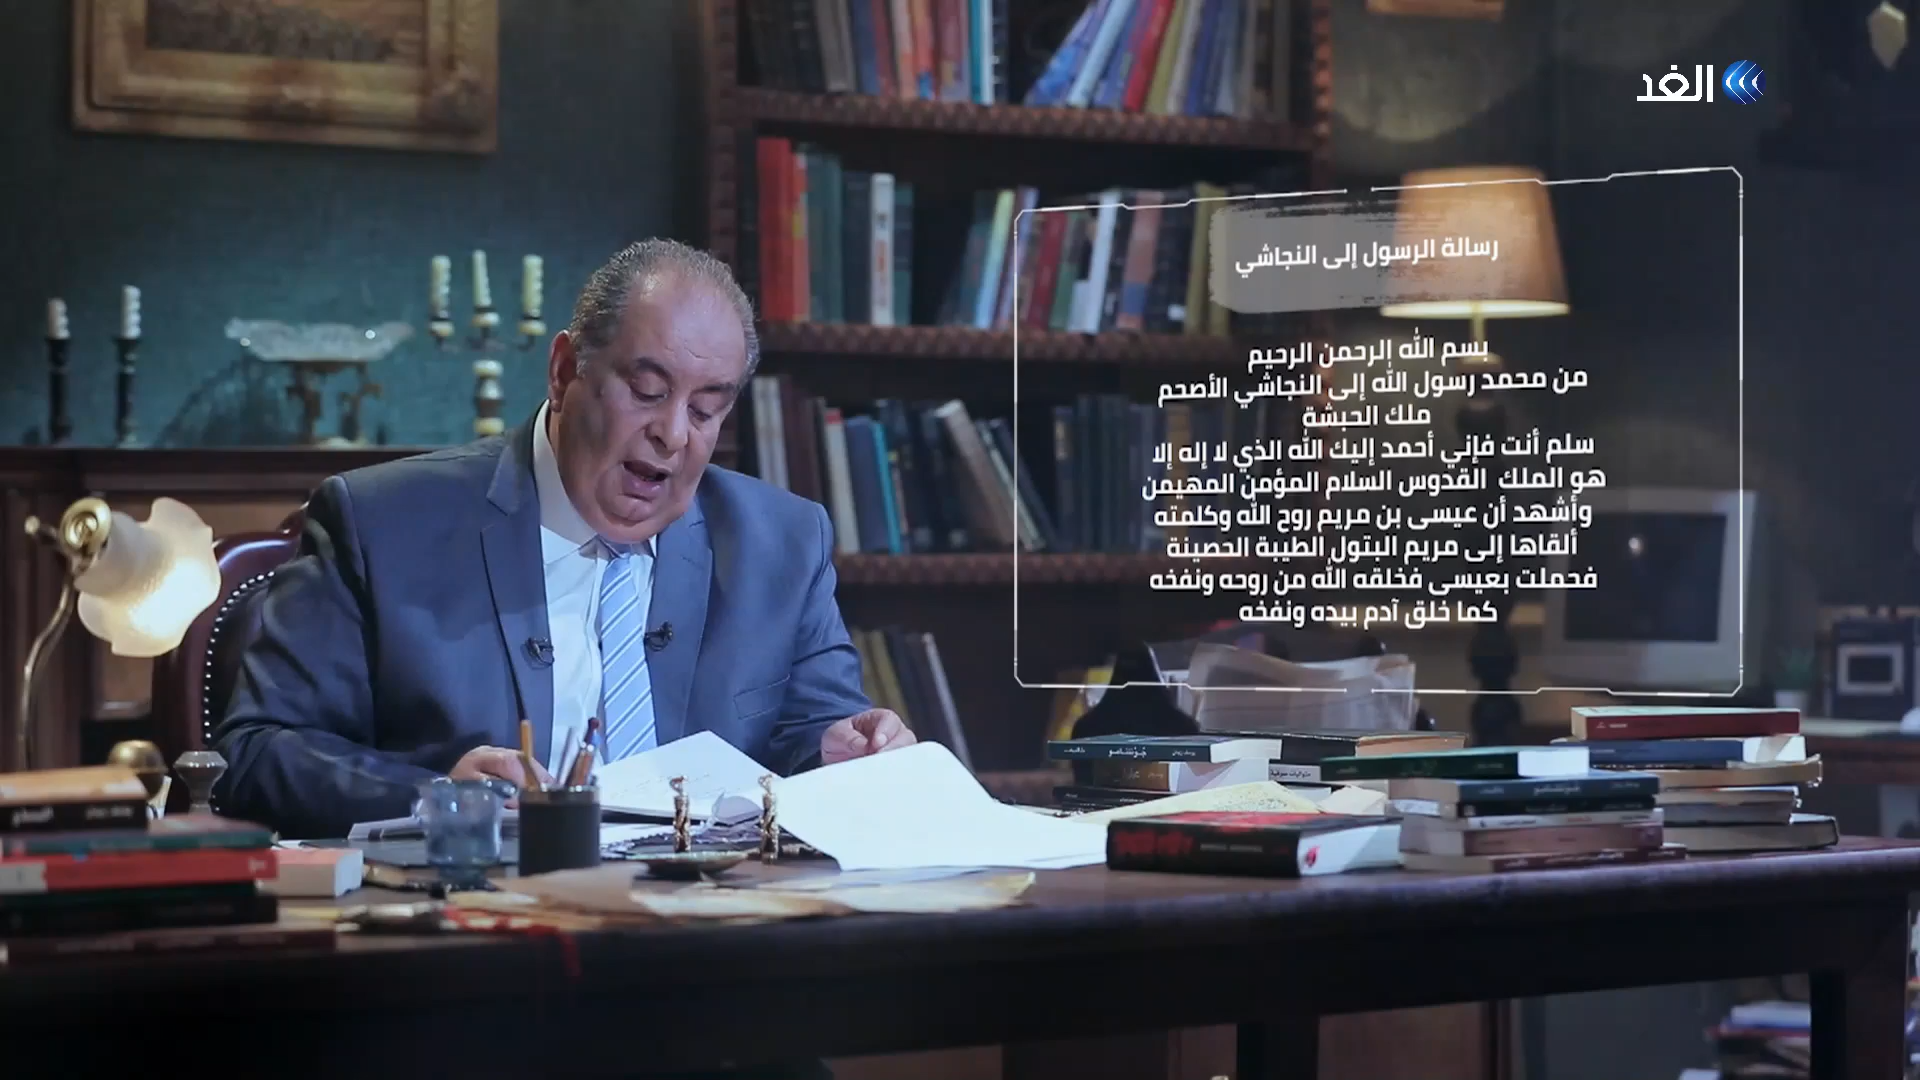 الغد
رسالة الرسول إلى النجاشي
بسم الله الرحمن الرحيم
من محمد رسول الله إلى النجاشي الأصحم
ملك الحبشة
سلم أنت فإني أحمد إليك الله الذي لا إله إلا
هو الملك القدوس السلام المؤمن المهيمن
وأشهد أن عيسى بن مريم روح الله وكلمته
ألقاها إلى مريم البتول الطيبة الحصينة
فحملت بعيسى فخلقه الله من روحه ونفخه
كما خلق آدم بيده ونفخه